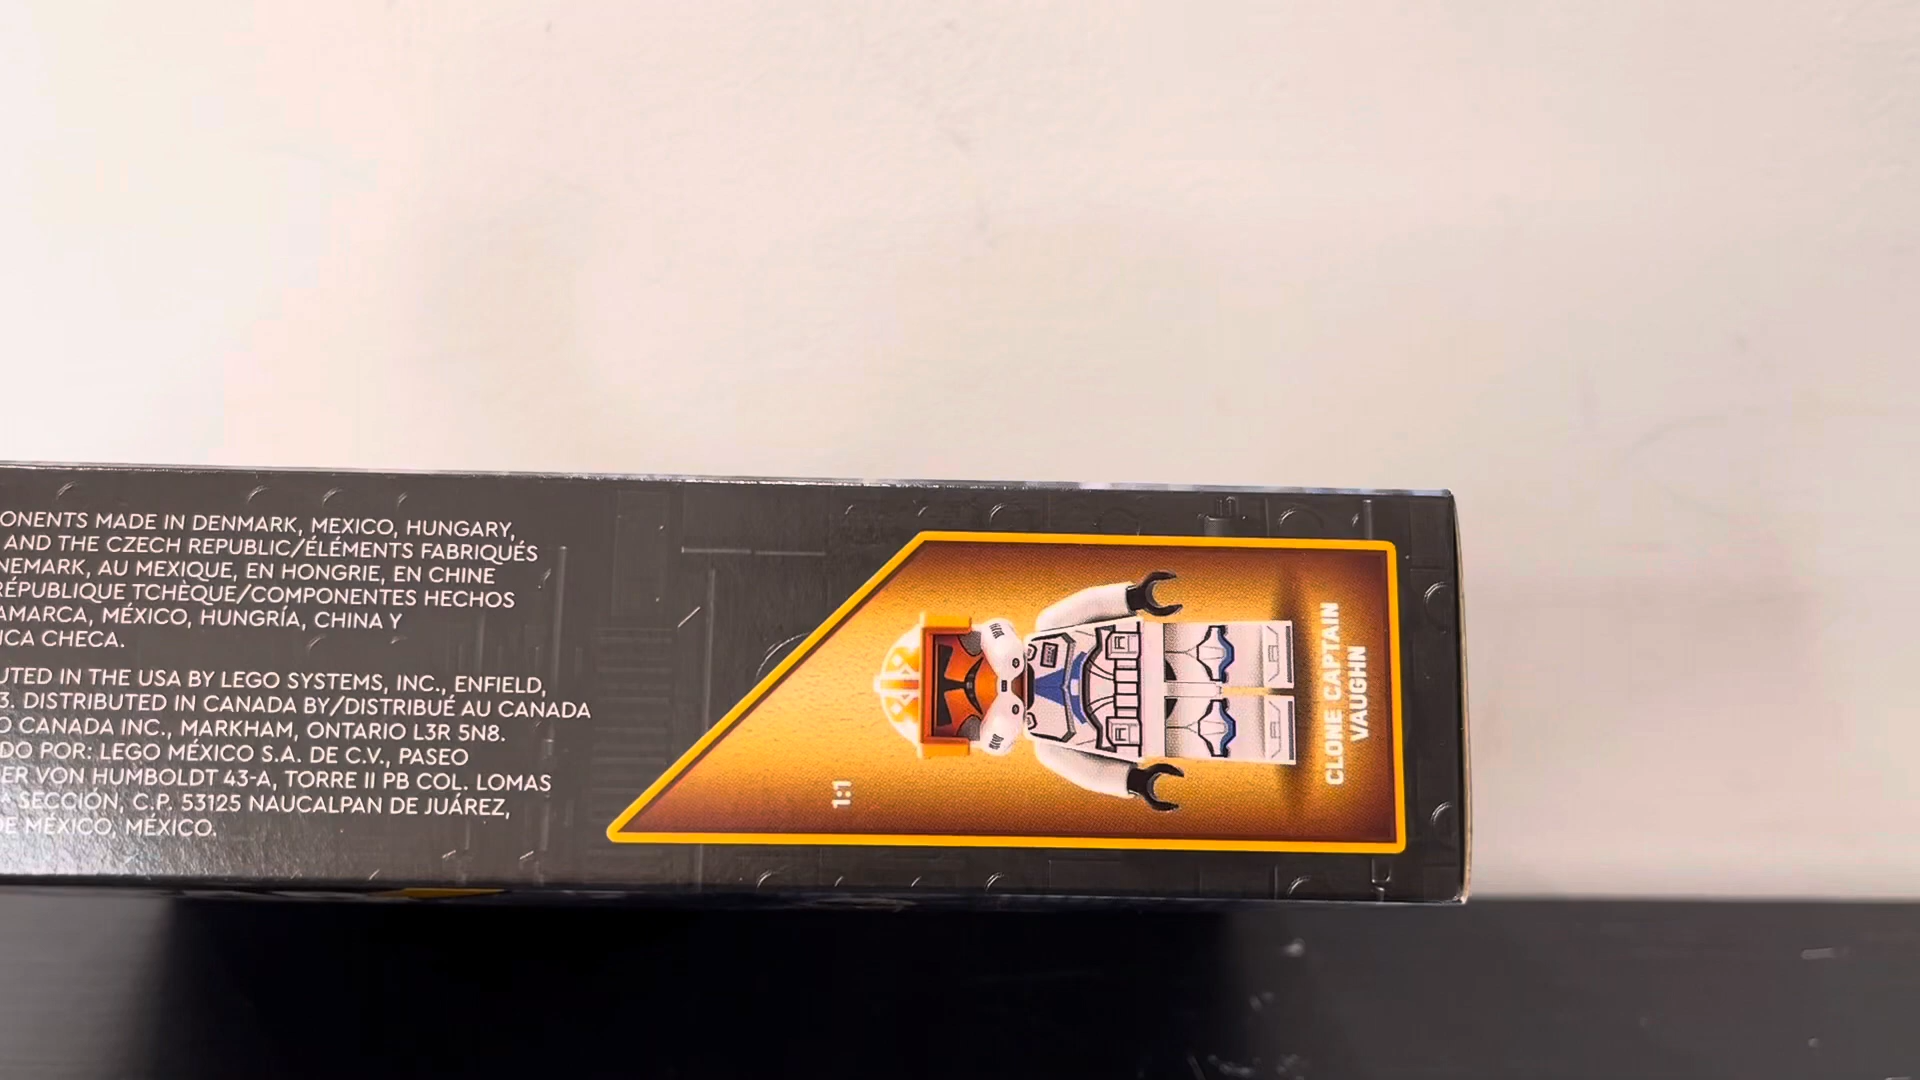 ONENTS MADE IN DENMARK, MEXICO, HUNGARY,
AND THE CZECH REPUBLIC/ÉLÉMENTS FABRIQUÉS
NEMARK, AU MEXIQUE, EN HONGRIE, EN CHINE
RÉPUBLIQUE TCHÈQUE/COMPONENTES HECHOS
AMARCA, MÉXICO, HUNGRÍA, CHINA Y
ICA CHECA.
UTED IN THE USA BY LEGO SYSTEMS, INC., ENFIELD,
3. DISTRIBUTED IN CANADA BY/DISTRIBUÉ AU CANADA
O CANADA INC., MARKHAM, ONTARIO L3R 5N8.
DO POR: LEGO MÉXICO S.A. DE C.V., PASEO
ER VON HUMBOLDT 43-A, TORRE II PB COL. LOMAS
SECCIÓN, C.P. 53125 NAUCALPAN DE JUÁREZ,
DE MÉXICO, MÉXICO.
1:1
CLONE CAPTAIN
VAUGHN